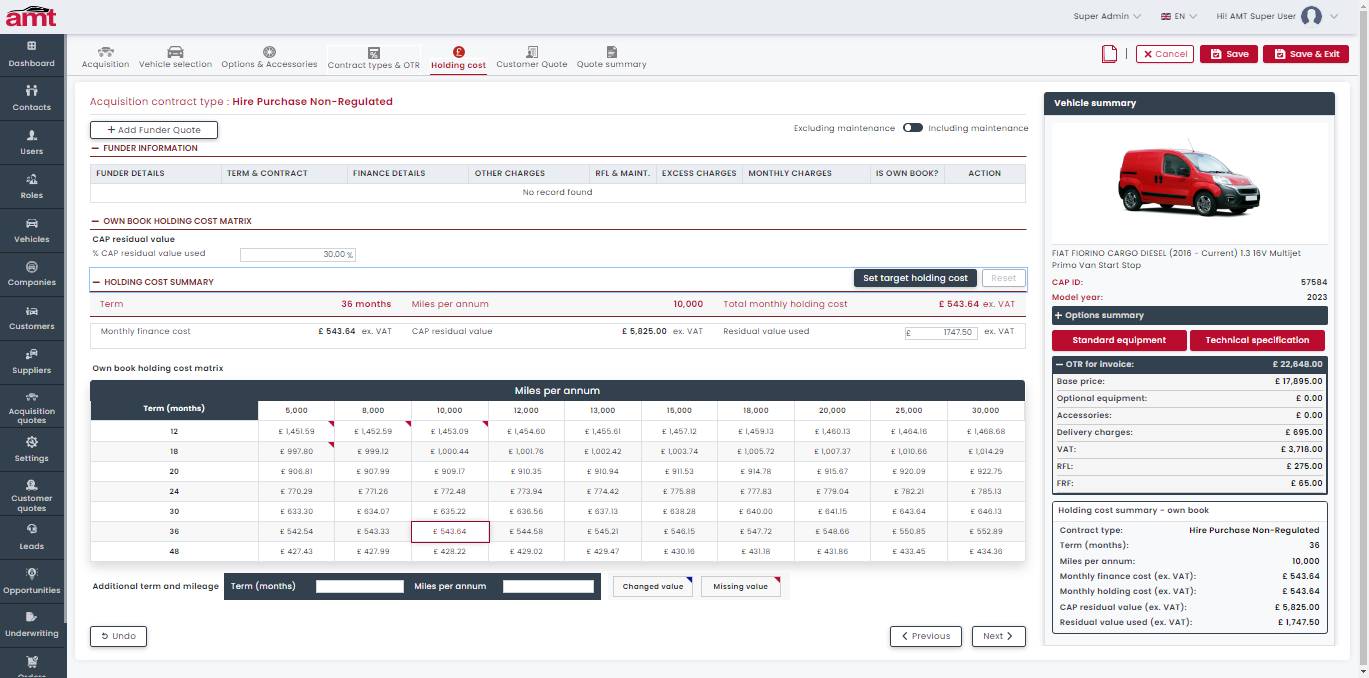 amt
Super Admin
EN
Hi! AMT Super User
Dashboard
Contacts
Users
Roles
Vehicles
Companies
Customers
Suppliers
Acquisition quotes
Settings
Customer quotes
Leads
Opportunities
Underwriting
Orders
Acquisition
Vehicle selection
Options & Accessories
Contract types & OTR
Holding cost
Customer Quote
Quote summary
Cancel
Save
Save & Exit
Acquisition contract type : Hire Purchase Non-Regulated
+ Add Funder Quote
Excluding maintenance
Including maintenance
FUNDER INFORMATION
FUNDER DETAILS TERM & CONTRACT FINANCE DETAILS OTHER CHARGES RFL & MAINT. EXCESS CHARGES MONTHLY CHARGES IS OWN BOOK? ACTION
No record found
OWN BOOK HOLDING COST MATRIX
CAP residual value
% CAP residual value used 30.00 %
HOLDING COST SUMMARY
Set target holding cost
Reset
Term 36 months Miles per annum 10,000 Total monthly holding cost £ 543.64 ex. VAT
Monthly finance cost £ 543.64 ex. VAT CAP residual value £ 5,825.00 ex. VAT Residual value used £ 1747.50 ex. VAT
Own book holding cost matrix
Miles per annum
Term (months) 5,000 8,000 10,000 12,000 13,000 15,000 18,000 20,000 25,000 30,000
12 £ 1,451.59 £ 1,452.59 £ 1,453.09 £ 1,454.60 £ 1,455.61 £ 1,457.12 £ 1,459.13 £ 1,460.13 £ 1,464.16 £ 1,468.68
18 £ 997.80 £ 999.12 £ 1,000.44 £ 1,001.76 £ 1,002.42 £ 1,003.74 £ 1,005.72 £ 1,007.37 £ 1,010.66 £ 1,014.29
20 £ 906.81 £ 907.99 £ 909.17 £ 910.35 £ 910.94 £ 911.53 £ 914.78 £ 915.67 £ 920.09 £ 922.75
24 £ 770.29 £ 771.26 £ 772.48 £ 773.94 £ 774.42 £ 775.88 £ 777.83 £ 779.04 £ 782.21 £ 785.13
30 £ 633.30 £ 634.07 £ 635.22 £ 636.56 £ 637.13 £ 638.28 £ 640.00 £ 641.15 £ 643.64 £ 646.13
36 £ 542.54 £ 543.33 £ 543.64 £ 544.58 £ 545.21 £ 546.15 £ 547.72 £ 548.66 £ 550.85 £ 552.89
48 £ 427.43 £ 427.99 £ 428.22 £ 429.02 £ 429.47 £ 430.16 £ 431.18 £ 431.86 £ 433.45 £ 434.36
Additional term and mileage Term (months) Miles per annum Changed value Missing value
Undo
Previous
Next
Vehicle summary
FIAT FIORINO CARGO DIESEL (2016 - Current) 1.3 16V Multijet
Primo Van Start Stop
CAP ID: 57584
Model year: 2023
+ Options summary
Standard equipment
Technical specification
OTR for invoice: £ 22,648.00
Base price: £ 17,895.00
Optional equipment: £ 0.00
Accessories: £ 0.00
Delivery charges: £ 695.00
VAT: £ 3,718.00
RFL: £ 275.00
FRF: £ 65.00
Holding cost summary - own book
Contract type: Hire Purchase Non-Regulated
Term (months): 36
Miles per annum: 10,000
Monthly finance cost (ex. VAT): £ 543.64
Monthly holding cost (ex. VAT): £ 543.64
CAP residual value (ex. VAT): £ 5,825.00
Residual value used (ex. VAT): £ 1,747.50